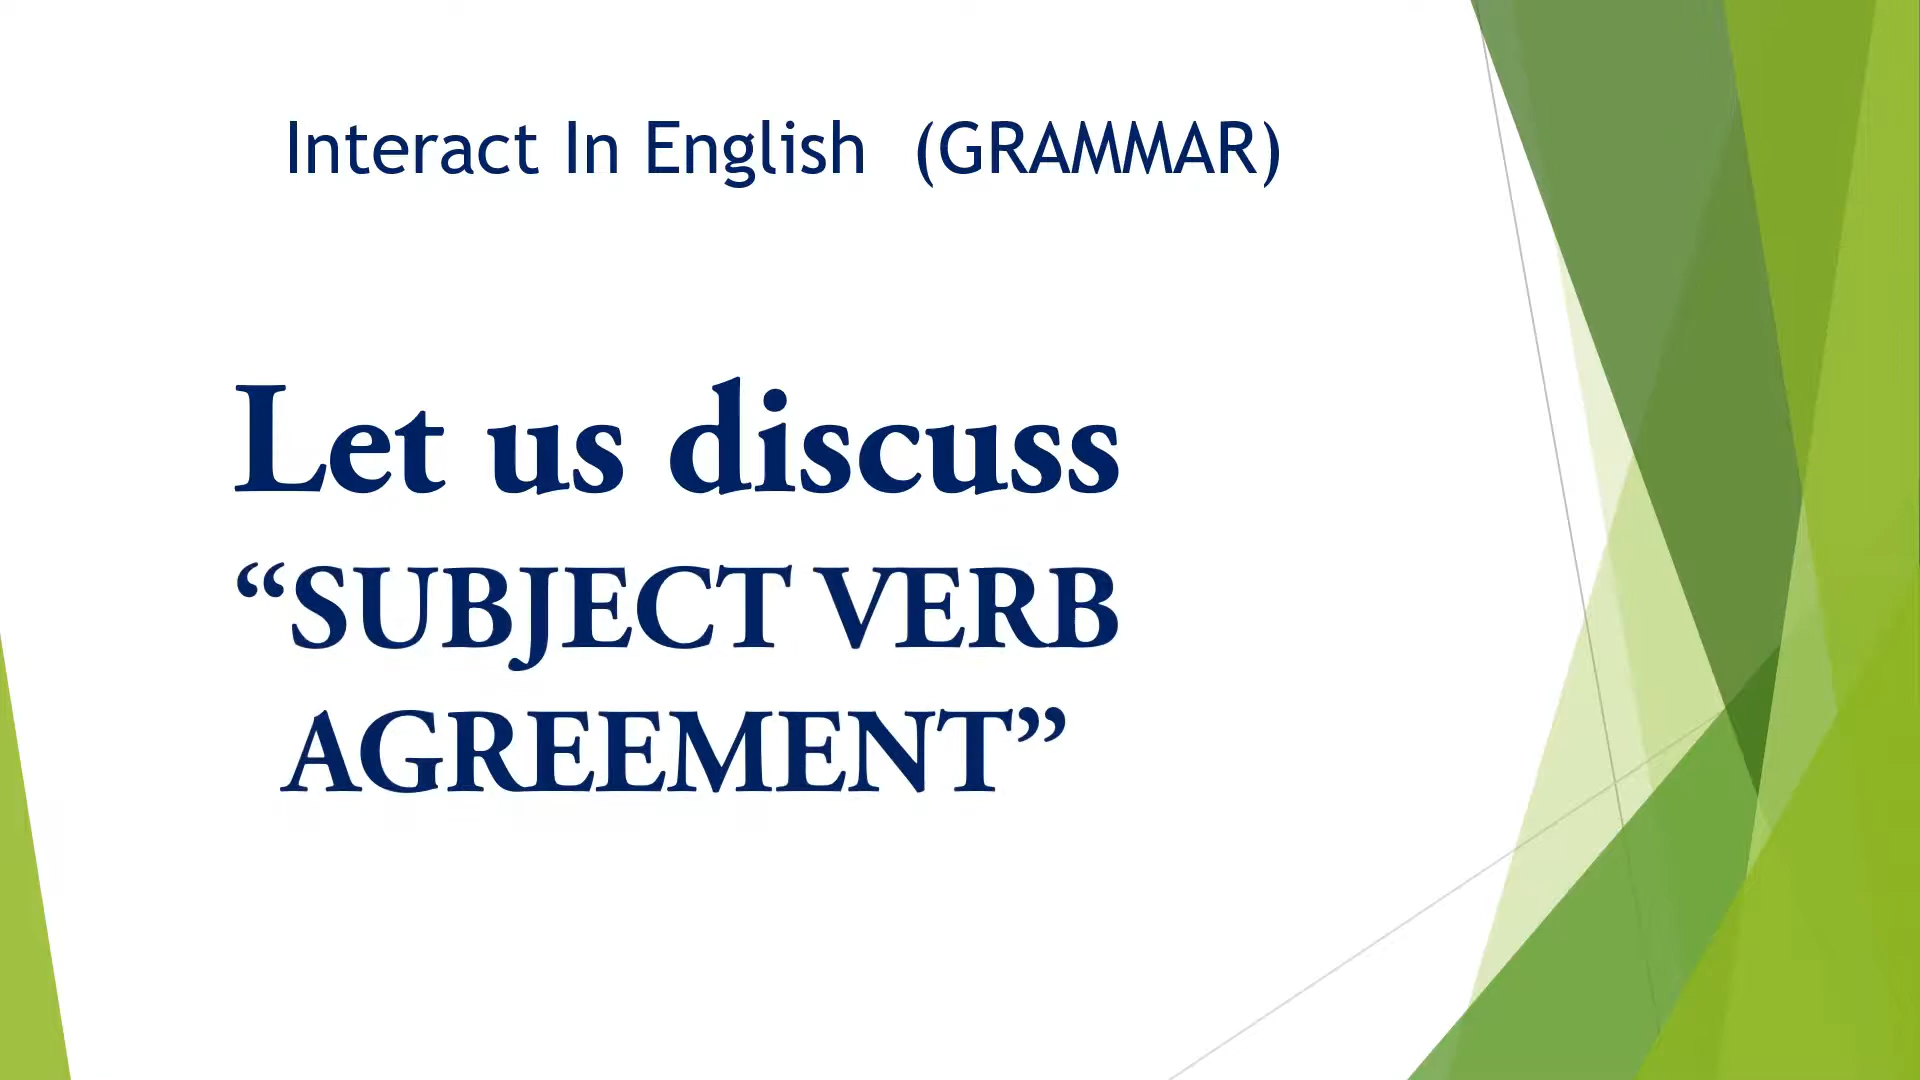 Interact In English (GRAMMAR)
Let us discuss
“SUBJECT VERB
AGREEMENT”